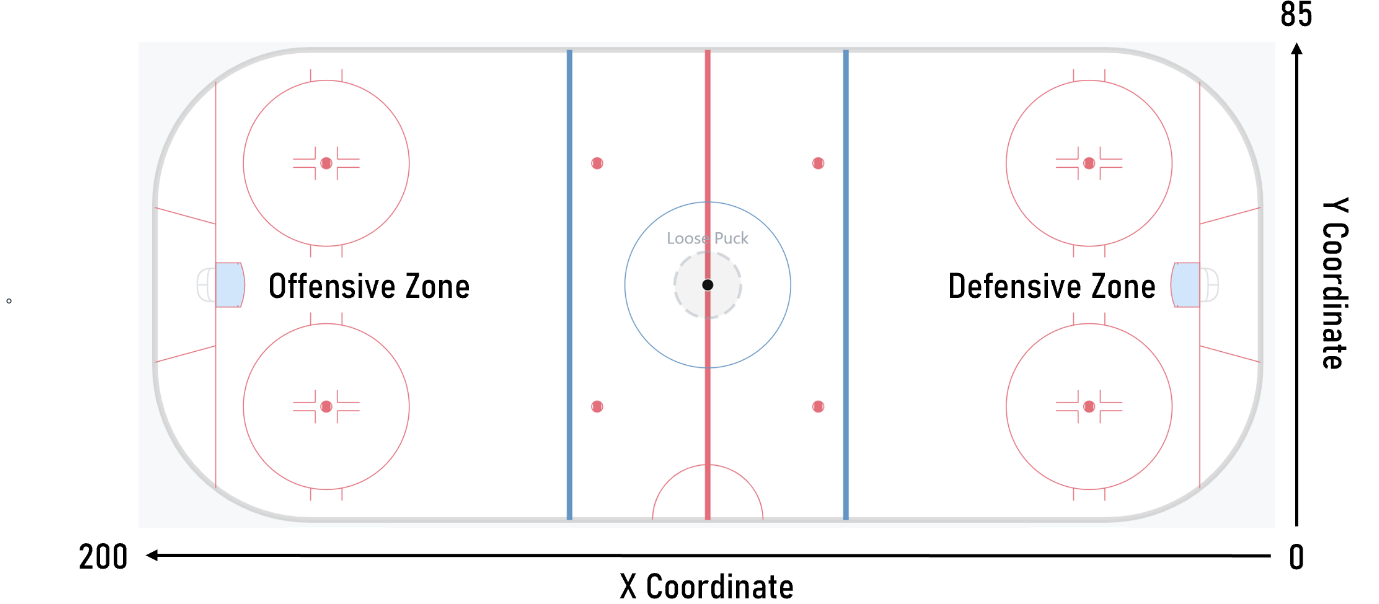 85
Loose Puck
Offensive Zone
Defensive Zone
Y Coordinate
200
0
X Coordinate